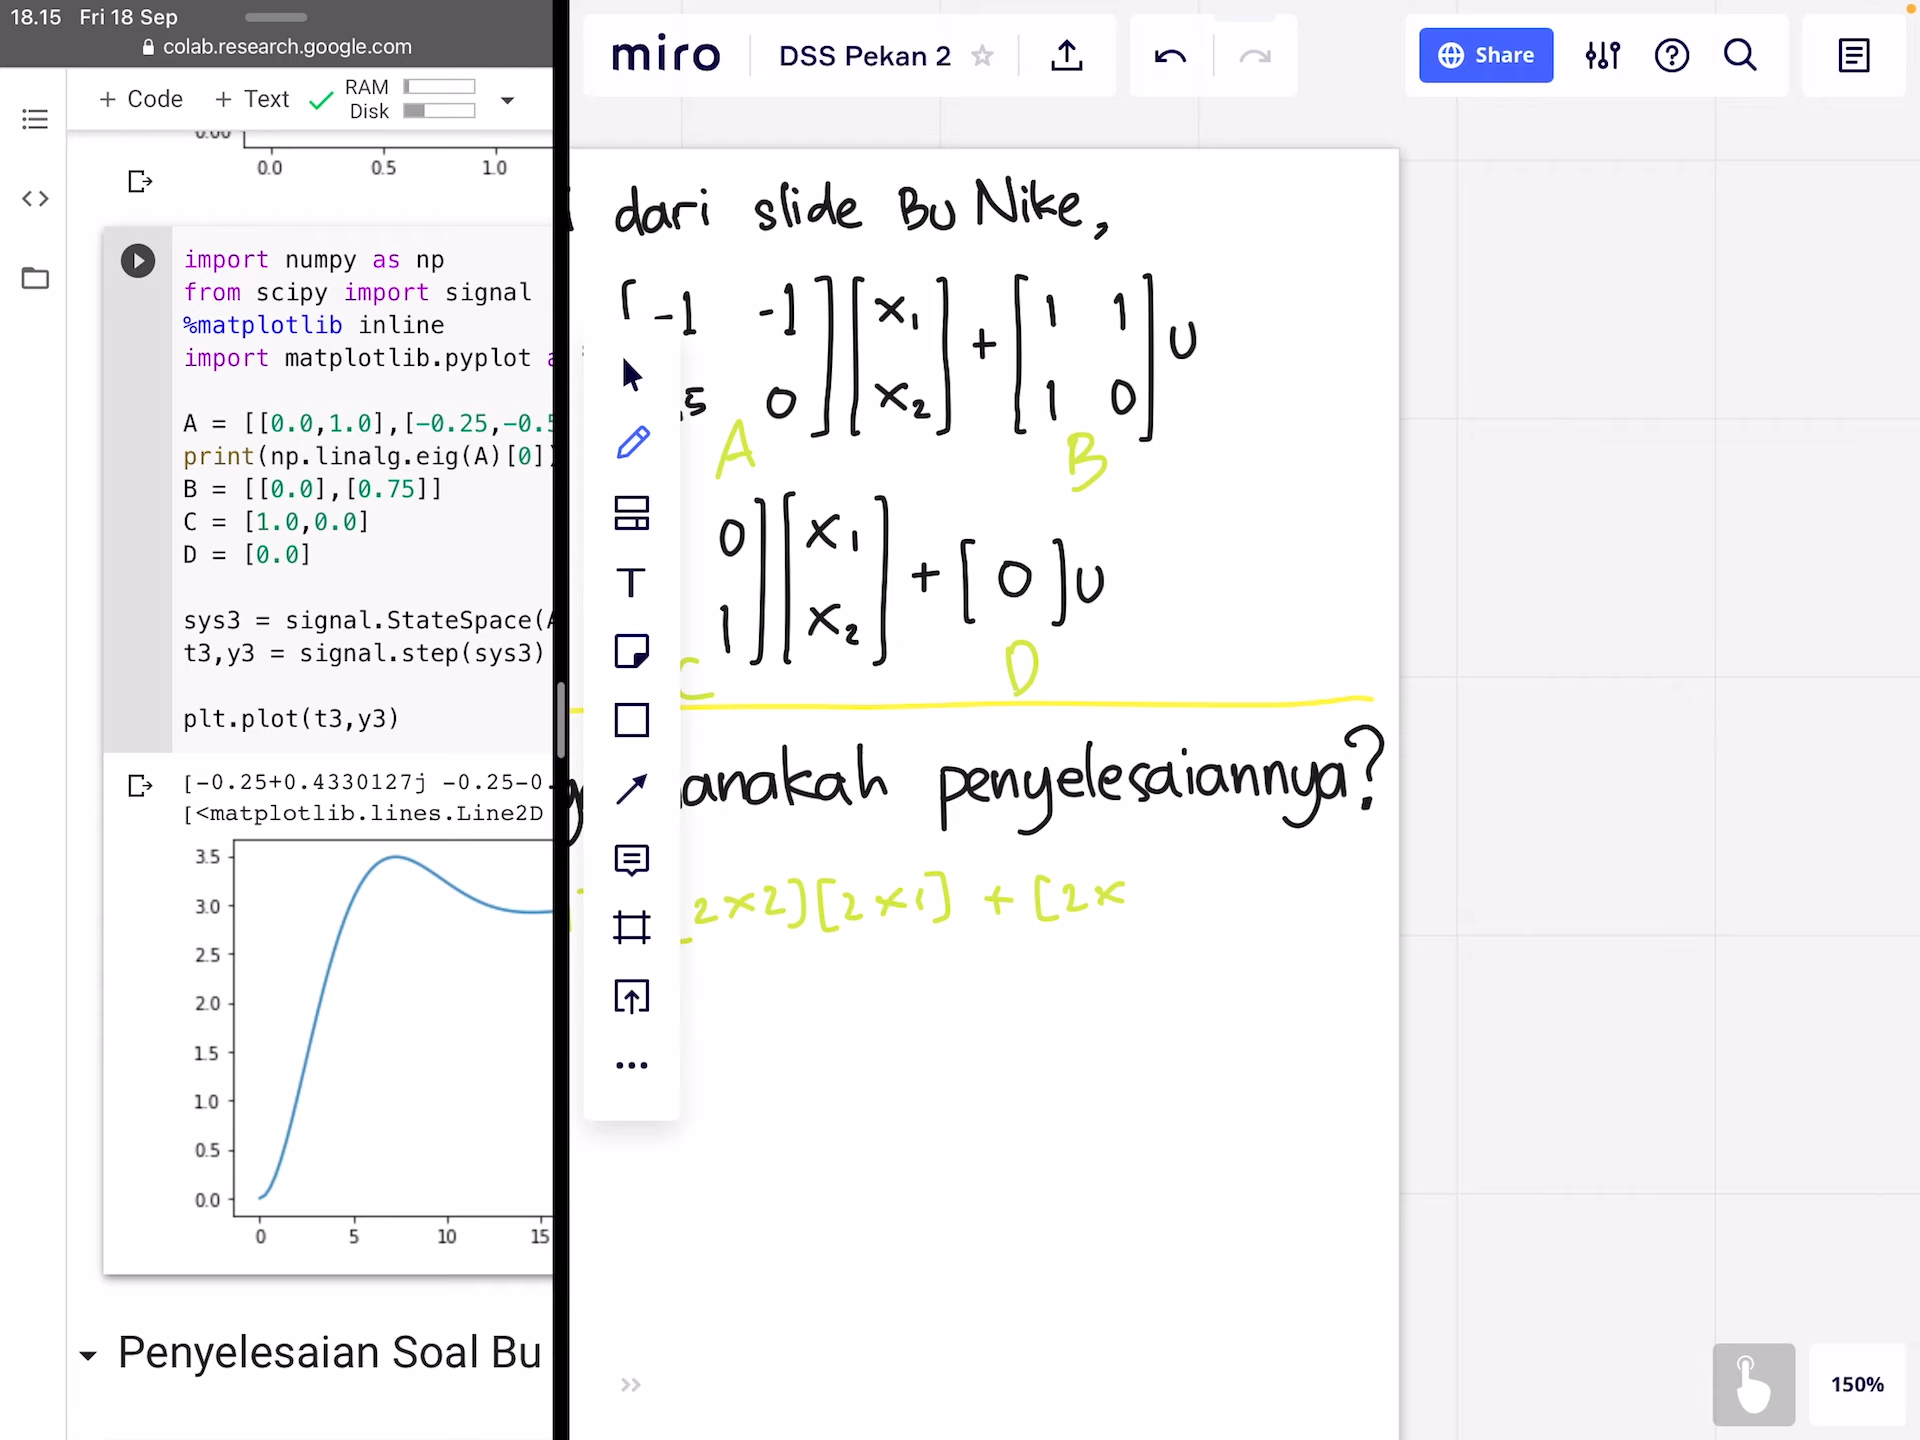 18.15 Fri 18 Sep
colab.research.google.com
+ Code + Text RAM
Disk
0.0 0.5 1.0
import numpy as np
from scipy import signal
%matplotlib inline
import matplotlib.pyplot
A = [[0.0,1.0],[-0.25,-0.5
print(np.linalg.eig(A)[0])
B = [[0.0],[0.75]]
C = [1.0,0.0]
D = [0.0]
sys3 = signal.StateSpace(A
t3,y3 = signal.step(sys3)
plt.plot(t3,y3)
[-0.25+0.4330127j -0.25-0.
[<matplotlib.lines.Line2D
3.5
3.0
2.5
2.0
1.5
1.0
0.5
0.0
0 5 10 15
Penyelesaian Soal Bu
miro DSS Pekan 2 Share
dari slide Bu Nike,
[-1 -1] [x₁] + [1 1] U
5 0 x₂ 1 0
A B
0] [x₁] + [0] U
1 x₂
C D
anakah penyelesaiannya?
[2x2][2x1] + [2x
150%